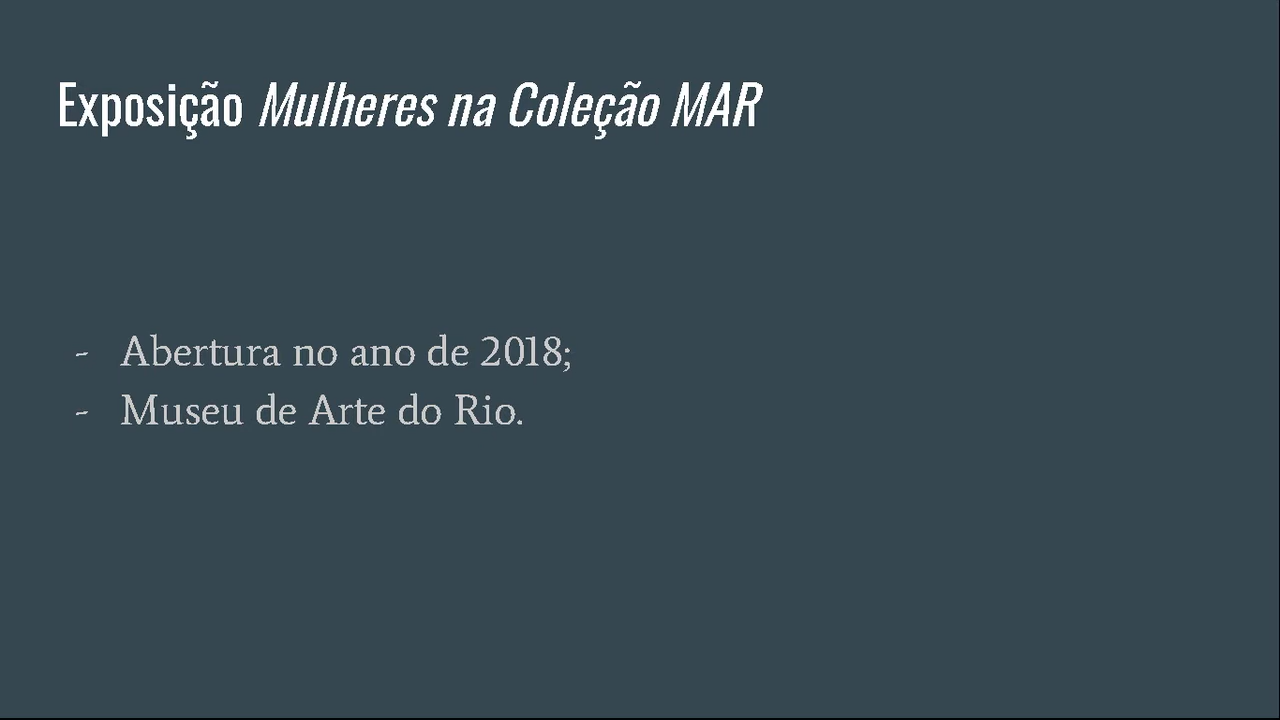 Exposição Mulheres na Coleção MAR
- Abertura no ano de 2018;
- Museu de Arte do Rio.